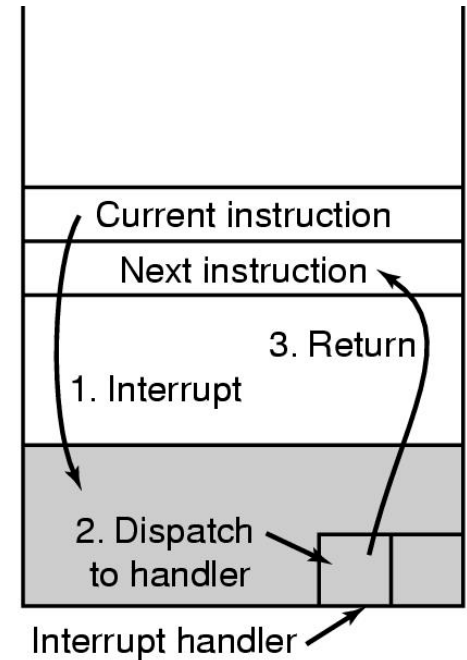 Current instruction
Next instruction
3. Return
1. Interrupt
2. Dispatch
to handler
Interrupt handler